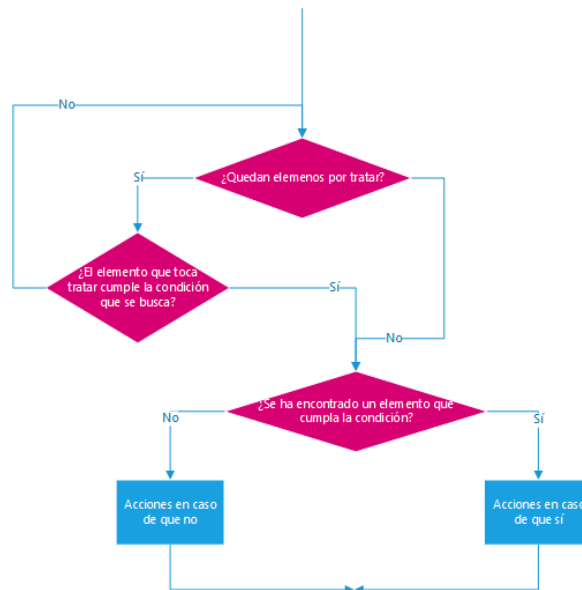 No
¿Quedan elemenos por tratar?
Sí
¿El elemento que toca
tratar cumple la condición
que se busca?
Sí
No
¿Se ha encontrado un elemento que
cumpla la condición?
No
Sí
Acciones en caso
de que no
Acciones en caso
de que sí